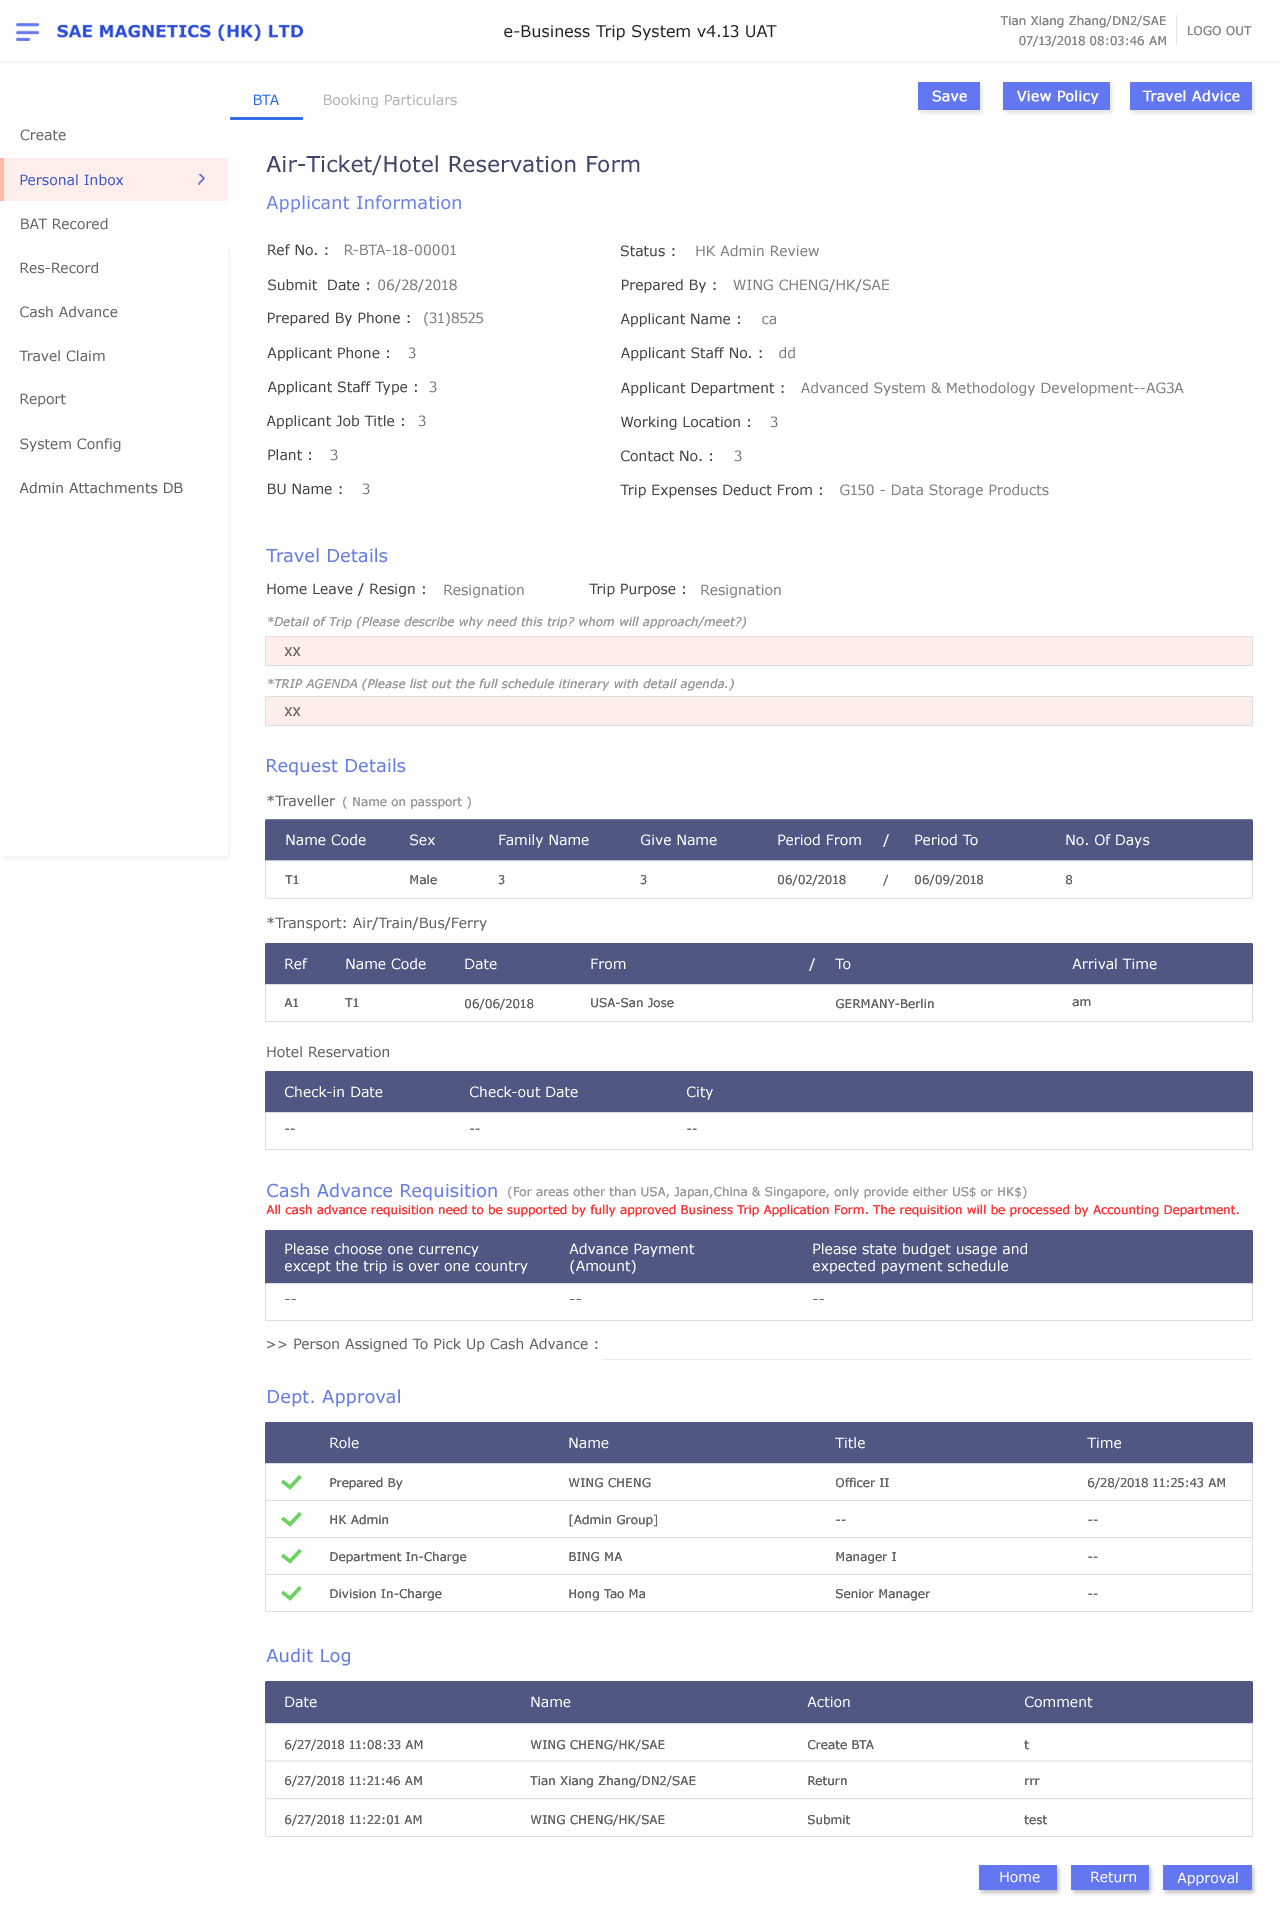 SAE MAGNETICS (HK) LTD
e-Business Trip System v4.13 UAT
Tian Xiang Zhang/DN2/SAE
07/13/2018 08:03:46 AM
LOGO OUT
BTA
Booking Particulars
Save
View Policy
Travel Advice
Create
Personal Inbox
BAT Recored
Res-Record
Cash Advance
Travel Claim
Report
System Config
Admin Attachments DB
Air-Ticket/Hotel Reservation Form
Applicant Information
Ref No. : R-BTA-18-00001
Status : HK Admin Review
Submit Date : 06/28/2018
Prepared By : WING CHENG/HK/SAE
Prepared By Phone : (31)8525
Applicant Name : ca
Applicant Phone : 3
Applicant Staff No. : dd
Applicant Staff Type : 3
Applicant Department : Advanced System & Methodology Development--AG3A
Applicant Job Title : 3
Working Location : 3
Plant : 3
Contact No. : 3
BU Name : 3
Trip Expenses Deduct From : G150 - Data Storage Products
Travel Details
Home Leave / Resign : Resignation
Trip Purpose : Resignation
*Detail of Trip (Please describe why need this trip? whom will approach/meet?)
xx
*TRIP AGENDA (Please list out the full schedule itinerary with detail agenda.)
xx
Request Details
*Traveller ( Name on passport )
Name Code Sex Family Name Give Name Period From / Period To No. Of Days
T1 Male 3 3 06/02/2018 / 06/09/2018 8
*Transport: Air/Train/Bus/Ferry
Ref Name Code Date From / To Arrival Time
A1 T1 06/06/2018 USA-San Jose GERMANY-Berlin am
Hotel Reservation
Check-in Date Check-out Date City
-- -- --
Cash Advance Requisition (For areas other than USA, Japan,China & Singapore, only provide either US$ or HK$)
All cash advance requisition need to be supported by fully approved Business Trip Application Form. The requisition will be processed by Accounting Department.
Please choose one currency Advance Payment Please state budget usage and
except the trip is over one country (Amount) expected payment schedule
-- -- --
>> Person Assigned To Pick Up Cash Advance :
Dept. Approval
Role Name Title Time
Prepared By WING CHENG Officer II 6/28/2018 11:25:43 AM
HK Admin [Admin Group] -- --
Department In-Charge BING MA Manager I --
Division In-Charge Hong Tao Ma Senior Manager --
Audit Log
Date Name Action Comment
6/27/2018 11:08:33 AM WING CHENG/HK/SAE Create BTA t
6/27/2018 11:21:46 AM Tian Xiang Zhang/DN2/SAE Return rrr
6/27/2018 11:22:01 AM WING CHENG/HK/SAE Submit test
Home
Return
Approval